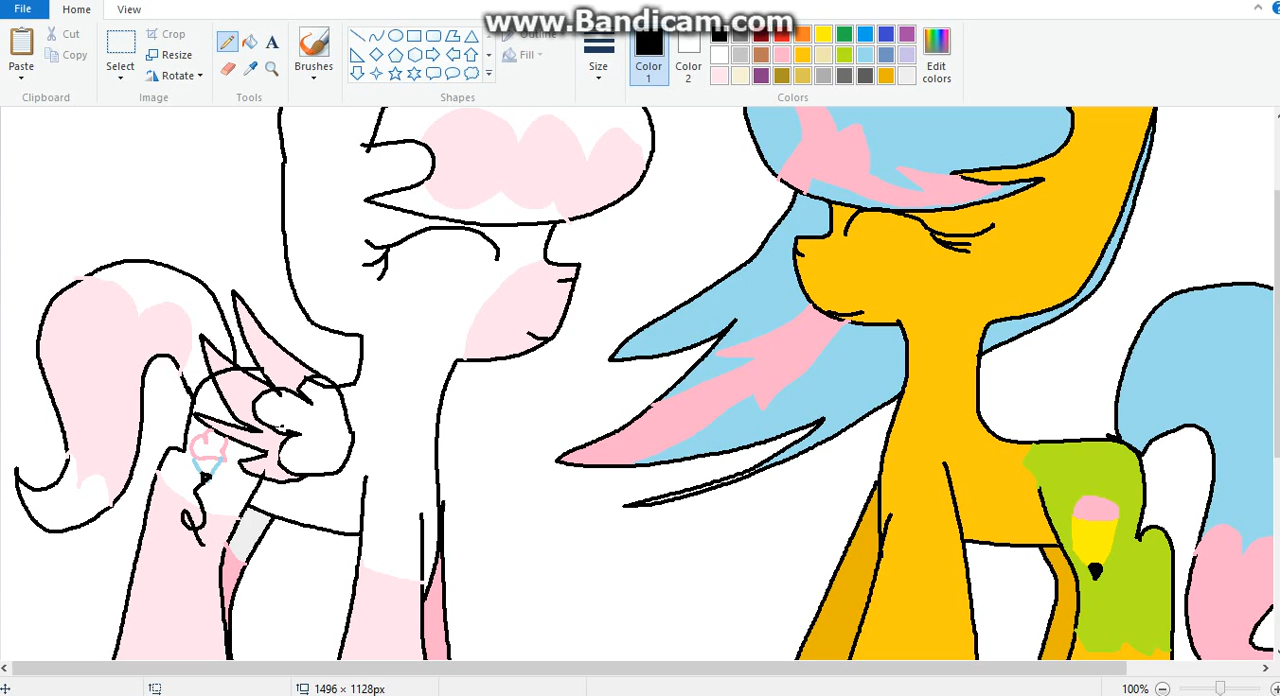 www.Bandicam.com
File
Home
View
Paste
Cut
Copy
Clipboard
Select
Crop
Resize
Rotate
Image
Tools
Brushes
Shapes
Outline
Fill
Size
Color 1
Color 2
Edit colors
Colors
1496 × 1128px
100%